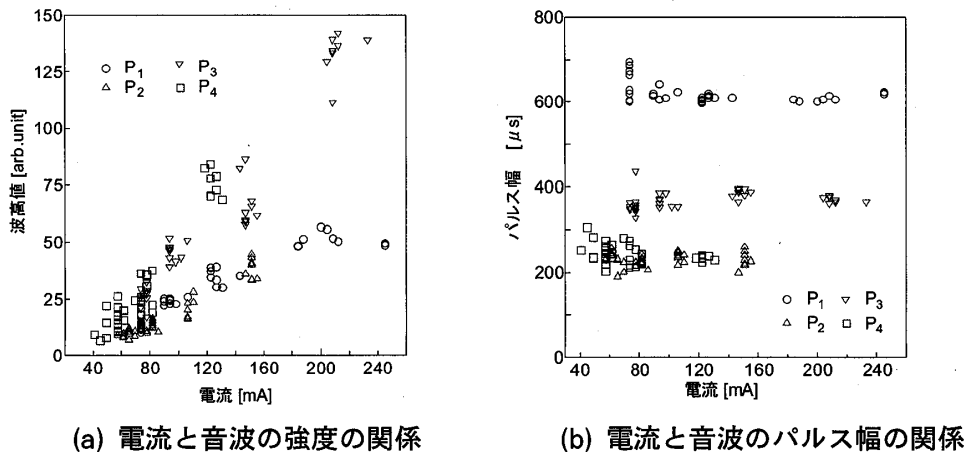 150
125
100
75
50
25
0
波高値 [arb.unit]
P1
P2
P3
P4
40 80 120 160 200 240
電流 [mA]
(a) 電流と音波の強度の関係
800
600
400
200
0
パルス幅 [μs]
P1
P2
P3
P4
40 80 120 160 200 240
電流 [mA]
(b) 電流と音波のパルス幅の関係